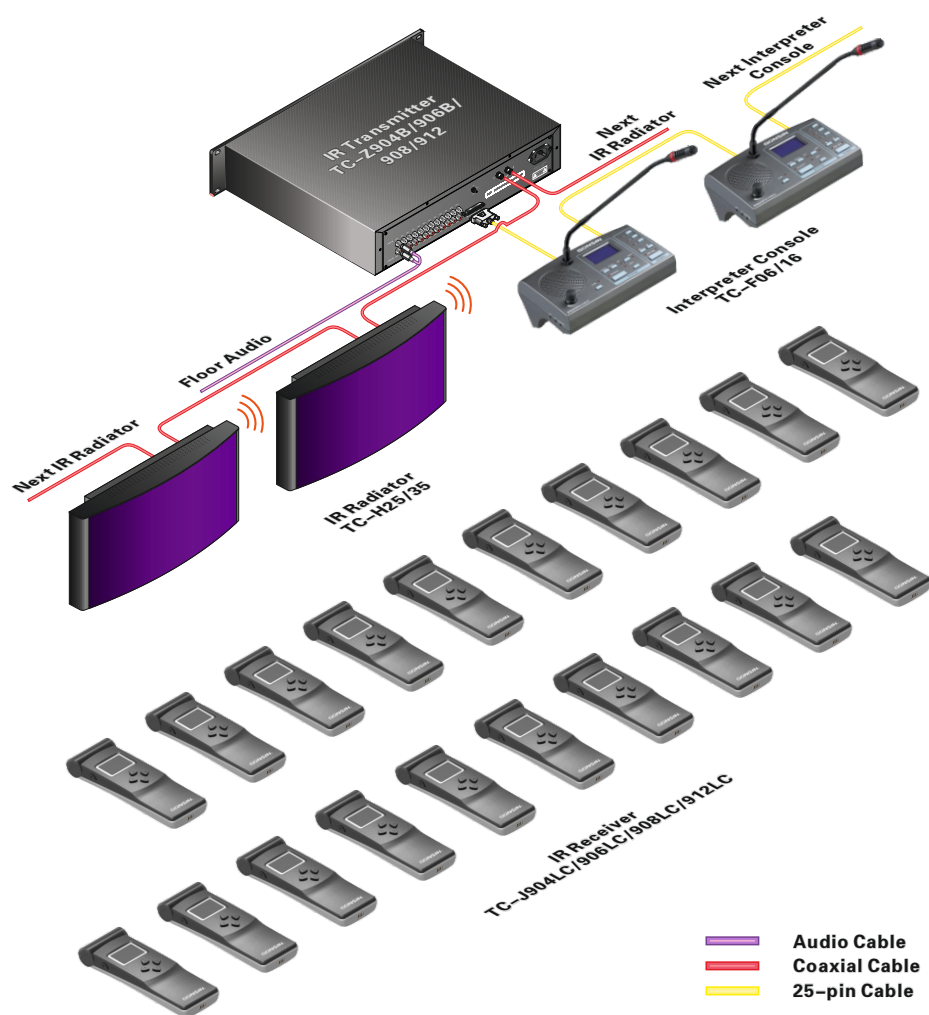 Next Interpreter
Console
IR Transmitter
TC-Z904B/906B/
908/912
Next
IR Radiator
Interpreter Console
TC-F06/16
Floor Audio
Next IR Radiator
IR Radiator
TC-H25/35
IR Receiver
TC-J904LC/906LC/908LC/912LC
Audio Cable
Coaxial Cable
25-pin Cable